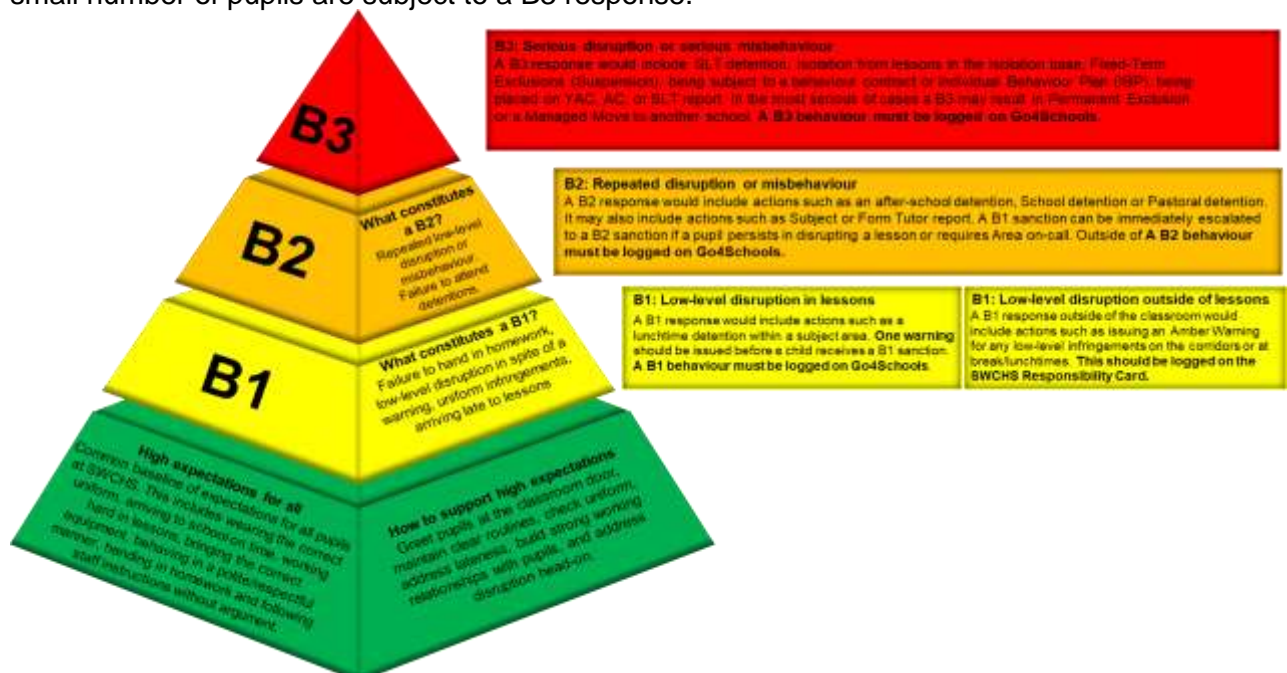 small number of pupils are subject to a B3 response.
B3
B3: Serious disruption or serious misbehaviour
A B3 response would include SLT detention, isolation from lessons in the isolation base, Fixed-Term
Exclusions (Suspension), being subject to a behaviour contract or Individual Behaviour Plan (IBP), being
placed on YAC, AC, or SLT report. In the most serious of cases a B3 may result in Permanent Exclusion
or a Managed Move to another school. A B3 behaviour must be logged on Go4Schools.
B2
What constitutes
a B2?
Repeated low-level
disruption or
misbehaviour
Failure to attend
detentions.
B2: Repeated disruption or misbehaviour
A B2 response would include actions such as an after-school detention, School detention or Pastoral detention.
It may also include actions such as Subject or Form Tutor report. A B1 sanction can be immediately escalated
to a B2 sanction if a pupil persists in disrupting a lesson or requires Area on-call. Outside of A B2 behaviour
must be logged on Go4Schools.
B1
What constitutes a B1?
Failure to hand in homework,
low-level disruption in spite of a
warning, uniform infringements,
arriving late to lessons
B1: Low-level disruption in lessons
A B1 response would include actions such as a
lunchtime detention within a subject area. One warning
should be issued before a child receives a B1 sanction.
A B1 behaviour must be logged on Go4Schools.
B1: Low-level disruption outside of lessons
A B1 response outside of the classroom would
include actions such as issuing an Amber Warning
for any low-level infringements on the corridors or at
break/lunchtimes. This should be logged on the
SWCHS Responsibility Card.
High expectations for all
Common baseline of expectations for all pupils
at SWCHS. This includes wearing the correct
uniform, arriving to school on time, working
hard in lessons, bringing the correct
equipment, behaving in a polite/respectful
manner, handing in homework and following
staff instructions without argument.
How to support high expectations
Greet pupils at the classroom door,
maintain clear routines, check uniform,
address lateness, build strong working
relationships with pupils, and address
disruption head-on.